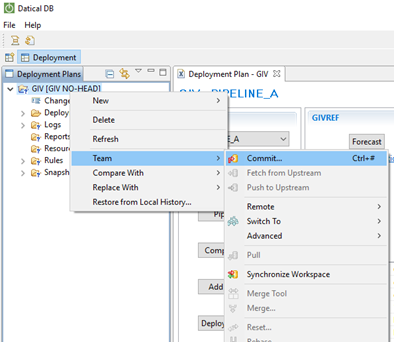 Datical DB
File Help
Deployment
Deployment Plans
Deployment Plan - GIV
GIV [GIV NO-HEAD]
Change
Deploy
Logs
Reports
Resour
Rules
Snapsh
New
Delete
Refresh
Team
Compare With
Replace With
Restore from Local History...
PIPELINE_A
GIVREF
_A
Forecast
Pip
Comp
Add
Deploy
Commit... Ctrl+#
Fetch from Upstream
Push to Upstream
Remote
Switch To
Advanced
Pull
Synchronize Workspace
Merge Tool
Merge...
Reset...
Rebase